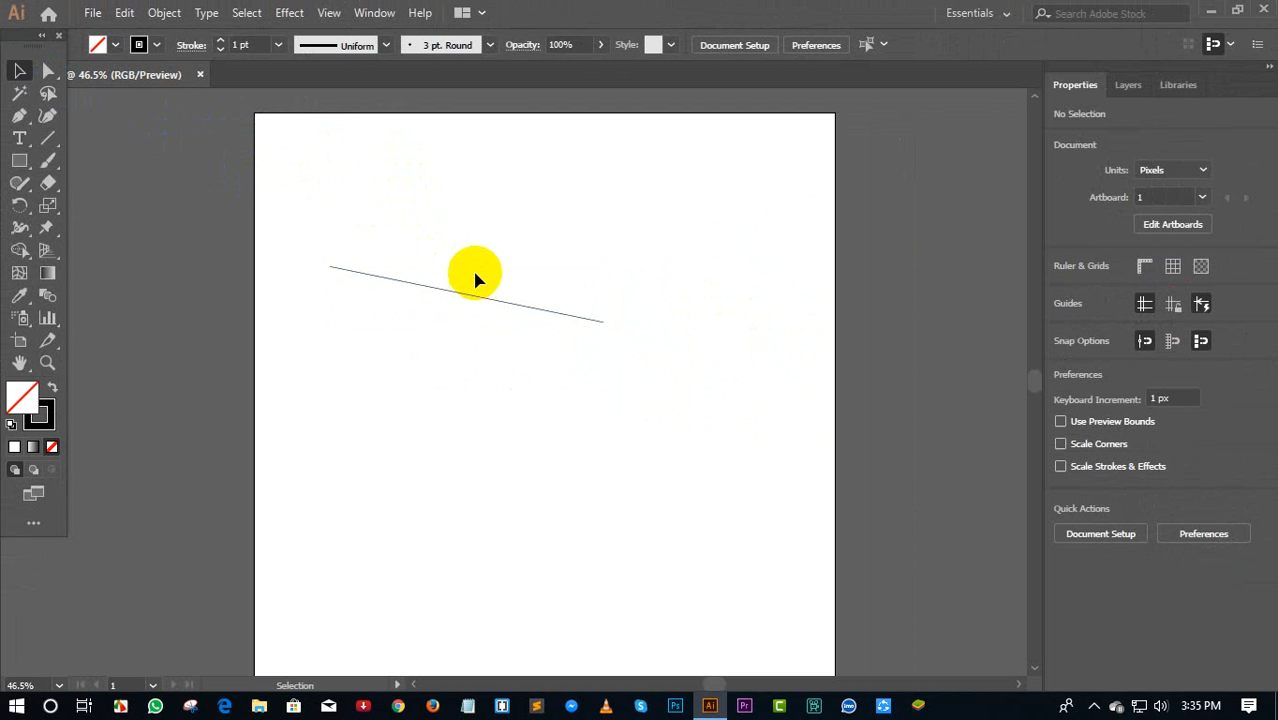 Ai File Edit Object Type Select Effect View Window Help Essentials Search Adobe Stock
Stroke: 1 pt Uniform 3 pt. Round Opacity: 100% Style: Document Setup Preferences
@ 46.5% (RGB/Preview)
Properties Layers Libraries
No Selection
Document
Units: Pixels
Artboard: 1
Edit Artboards
Ruler & Grids
Guides
Snap Options
Preferences
Keyboard Increment: 1 px
Use Preview Bounds
Scale Corners
Scale Strokes & Effects
Quick Actions
Document Setup Preferences
46.5% 1 Selection
Ps Ai Pr 3:35 PM